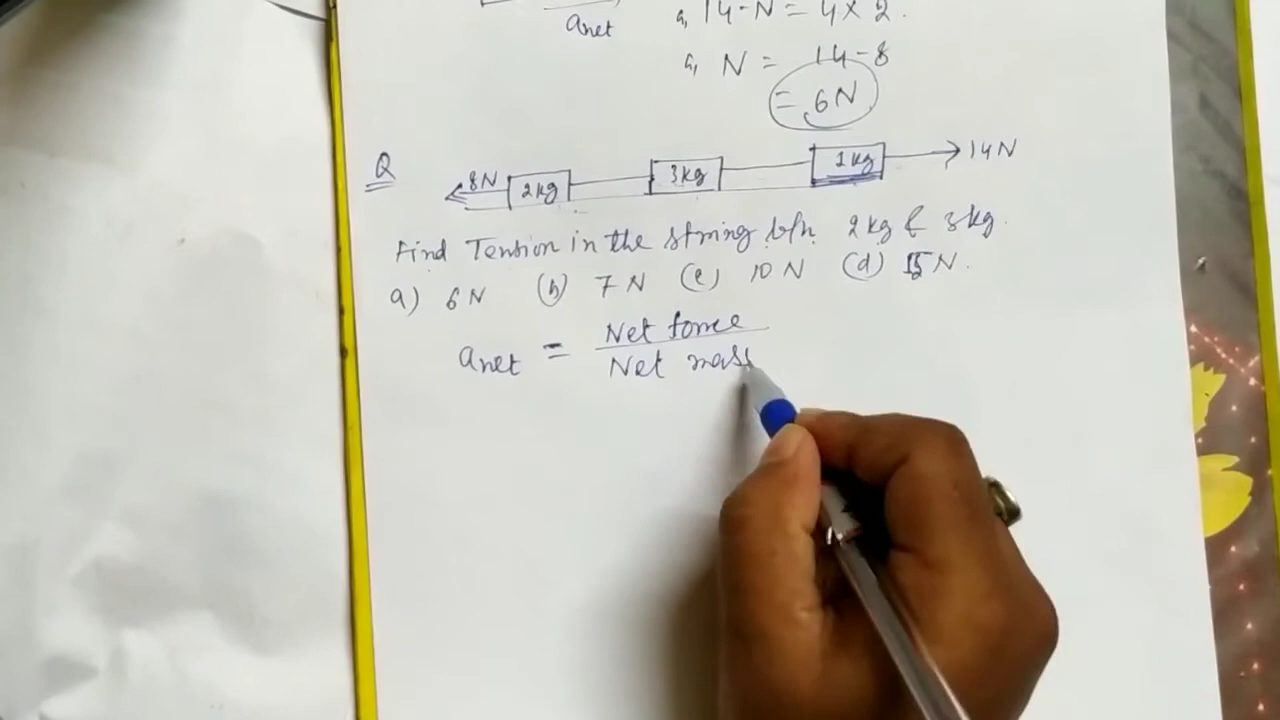 a, 14-N = 4×2.
anet
a, N = 14-8
= 6N
Q 8N 2kg 3kg 1kg 14N
Find Tension in the string b/n 2kg & 3kg.
a) 6N (b) 7N (c) 10N (d) 15N.
anet = Net force
Net mass